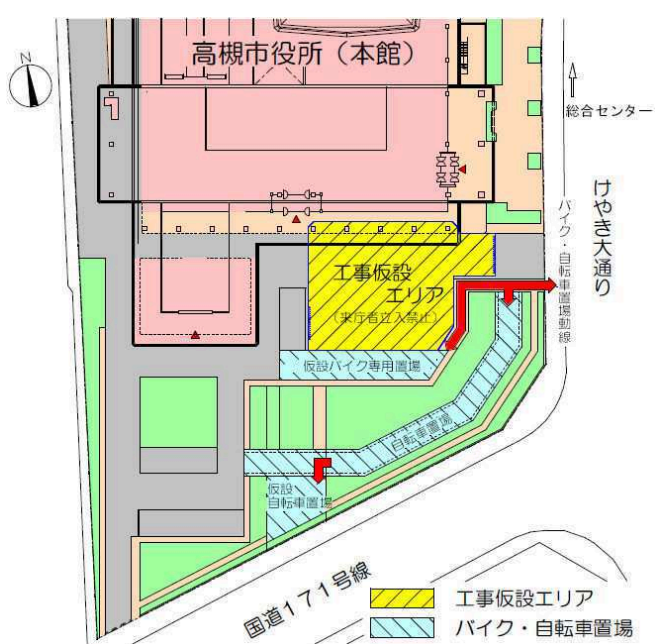 高槻市役所（本館）
総合センター
けやき大通り
バイク・自転車置場動線
工事仮設
エリア
（来庁者立入禁止）
仮設バイク専用置場
自転車置場
仮設
自転車置場
国道171号線
工事仮設エリア
バイク・自転車置場